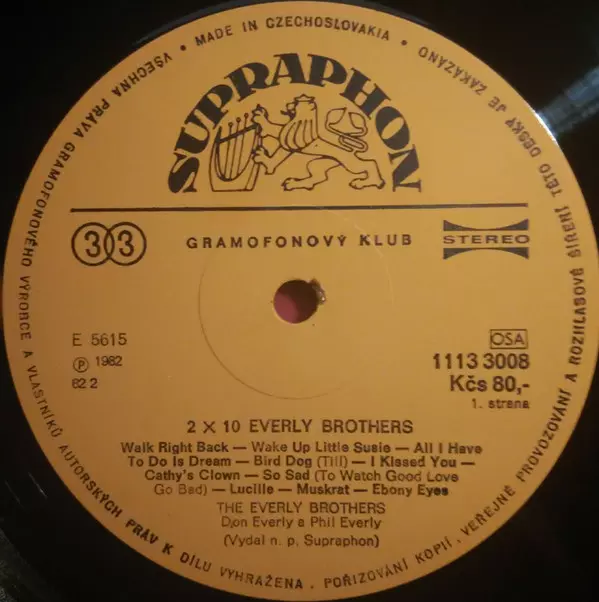 VŠECHNA PRÁVA GRAMOFONOVÉHO VÝROBCE A VLASTNÍKŮ AUTORSKÝCH PRÁV K DÍLU VYHRAŽENA. POŘIZOVÁNÍ KOPIÍ, VEŘEJNÉ PROVOZOVÁNÍ A ROZHLASOVÉ ŠÍŘENÍ TÉTO DESKY JE ZAKÁZÁNO • MADE IN CZECHOSLOVAKIA •
SUPRAPHON
33 GRAMOFONOVÝ KLUB STEREO
E 5615 OSA
Ⓟ 1982 1113 3008
82 2 Kčs 80,-
1. strana
2 × 10 EVERLY BROTHERS
Walk Right Back — Wake Up Little Susie — All I Have
To Do Is Dream — Bird Dog (Till) — I Kissed You —
Cathy's Clown — So Sad (To Watch Good Love
Go Bad) — Lucille — Muskrat — Ebony Eyes
THE EVERLY BROTHERS
Djon Everly a Phil Everly
(Vydal n. p. Supraphon)